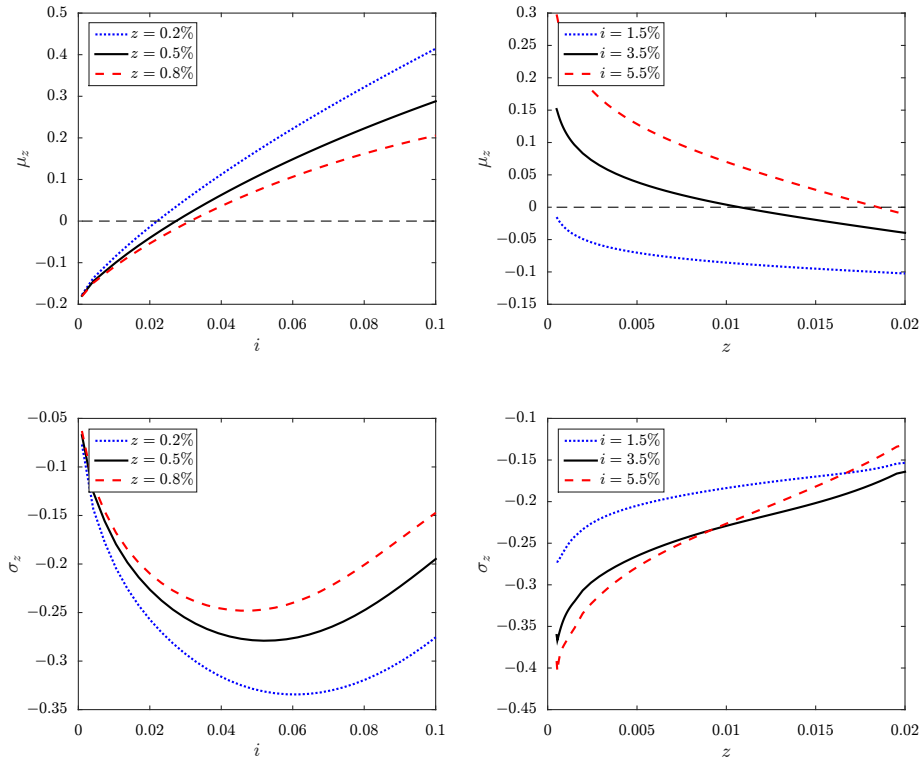 0.5
0.4
0.3
0.2
0.1
0
−0.1
−0.2
μz
z = 0.2%
z = 0.5%
z = 0.8%
0 0.02 0.04 0.06 0.08 0.1
i
0.3
0.25
0.2
0.15
0.1
0.05
0
−0.05
−0.1
−0.15
μz
i = 1.5%
i = 3.5%
i = 5.5%
0 0.005 0.01 0.015 0.02
z
−0.05
−0.1
−0.15
−0.2
−0.25
−0.3
−0.35
σz
z = 0.2%
z = 0.5%
z = 0.8%
0 0.02 0.04 0.06 0.08 0.1
i
−0.1
−0.15
−0.2
−0.25
−0.3
−0.35
−0.4
−0.45
σz
i = 1.5%
i = 3.5%
i = 5.5%
0 0.005 0.01 0.015 0.02
z